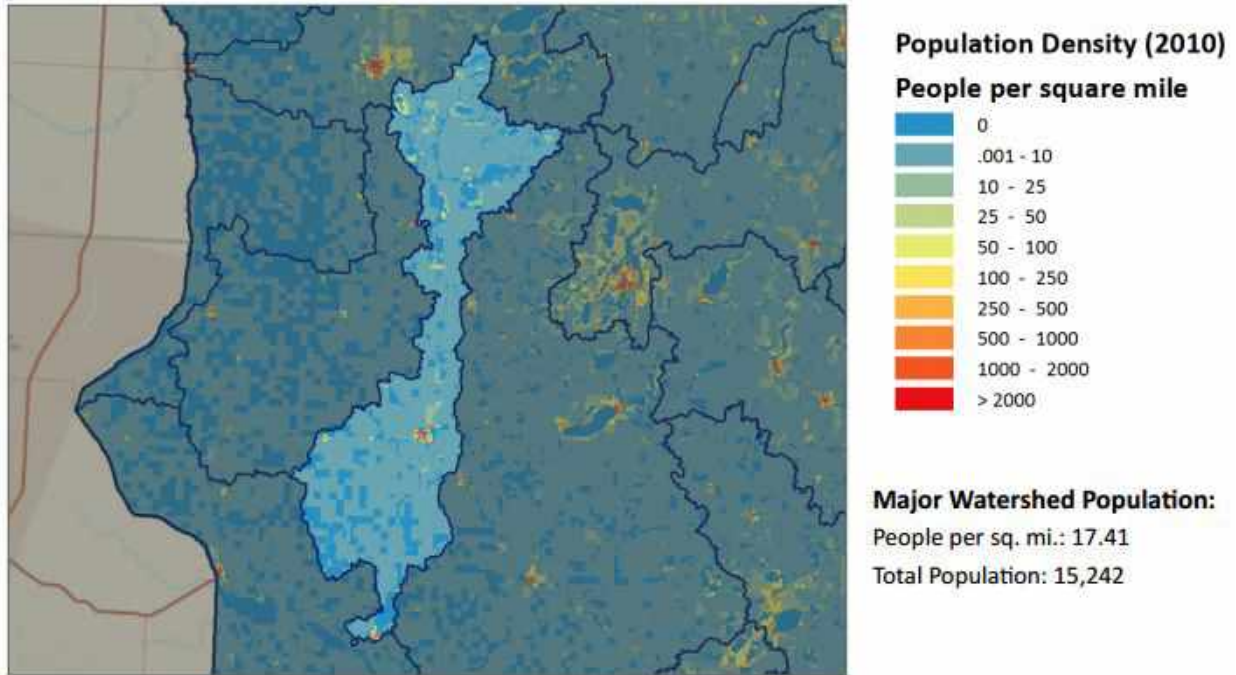 Population Density (2010)
People per square mile
0
.001 - 10
10 - 25
25 - 50
50 - 100
100 - 250
250 - 500
500 - 1000
1000 - 2000
> 2000
Major Watershed Population:
People per sq. mi.: 17.41
Total Population: 15,242